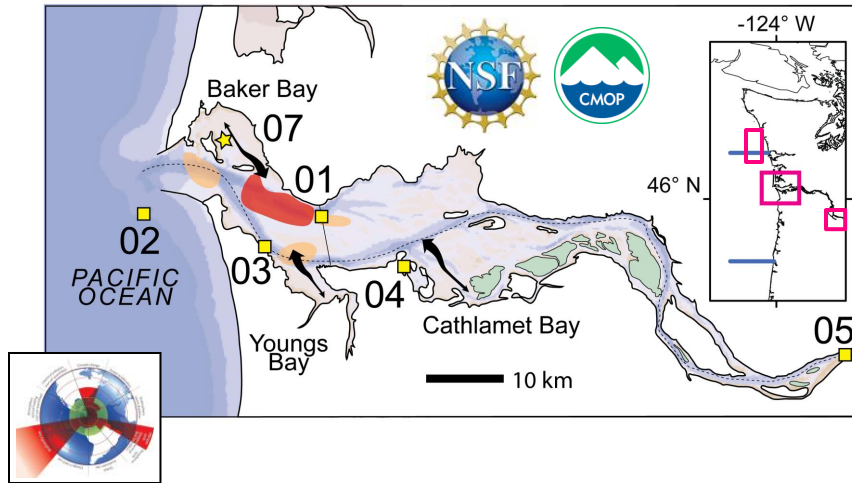 -124° W
NSF
CMOP
Baker Bay
07
01
46° N
02
03
PACIFIC
OCEAN
04
05
Youngs
Bay
Cathlamet Bay
10 km